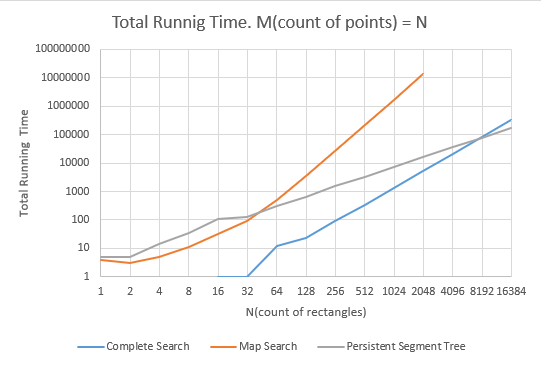 Total Runnig Time. M(count of points) = N
100000000
10000000
1000000
100000
10000
1000
100
10
1
Total Running Time
1 2 4 8 16 32 64 128 256 512 1024 2048 4096 8192 16384
N(count of rectangles)
Complete Search Map Search Persistent Segment Tree